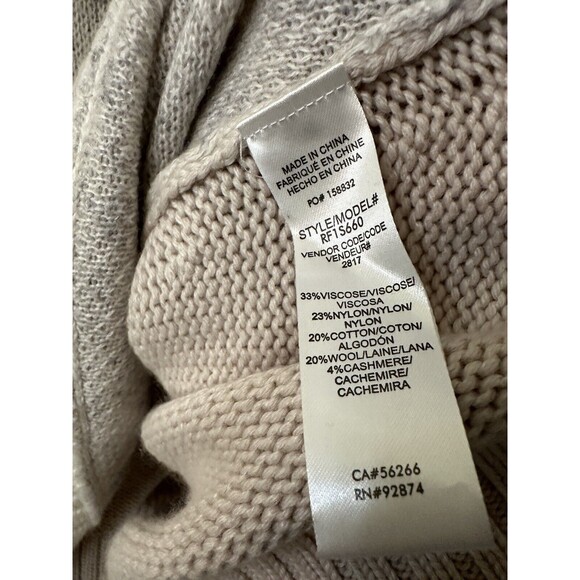 MADE IN CHINA
FABRIQUÉ EN CHINE
HECHO EN CHINA
PO# 158932
STYLE/MODEL#
RF1S660
VENDOR CODE/CODE
VENDEUR#
2817
33%VISCOSE/VISCOSE/
VISCOSA
23%NYLON/NYLON/
NYLON
20%COTTON/COTON/
ALGODÓN
20%WOOL/LAINE/LANA
4%CASHMERE/
CACHEMIRE/
CACHEMIRA
CA#56266
RN#92874